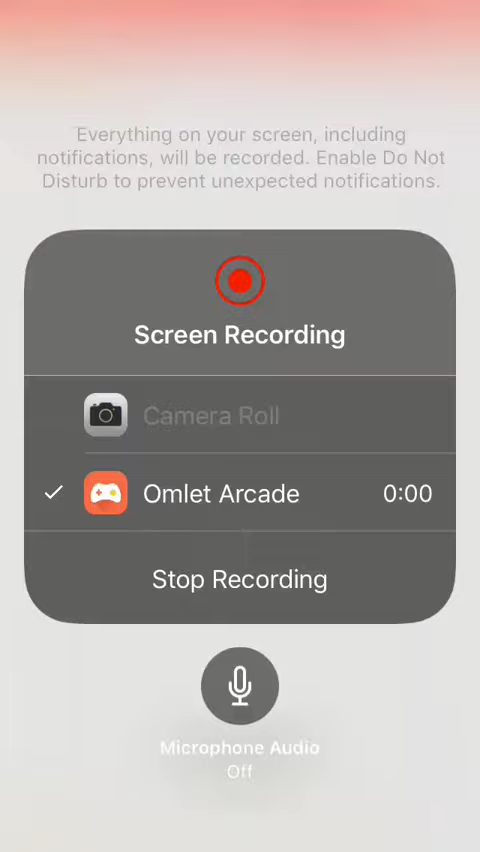 Everything on your screen, including
notifications, will be recorded. Enable Do Not
Disturb to prevent unexpected notifications.
Screen Recording
Camera Roll
Omlet Arcade 0:00
Stop Recording
Microphone Audio
Off